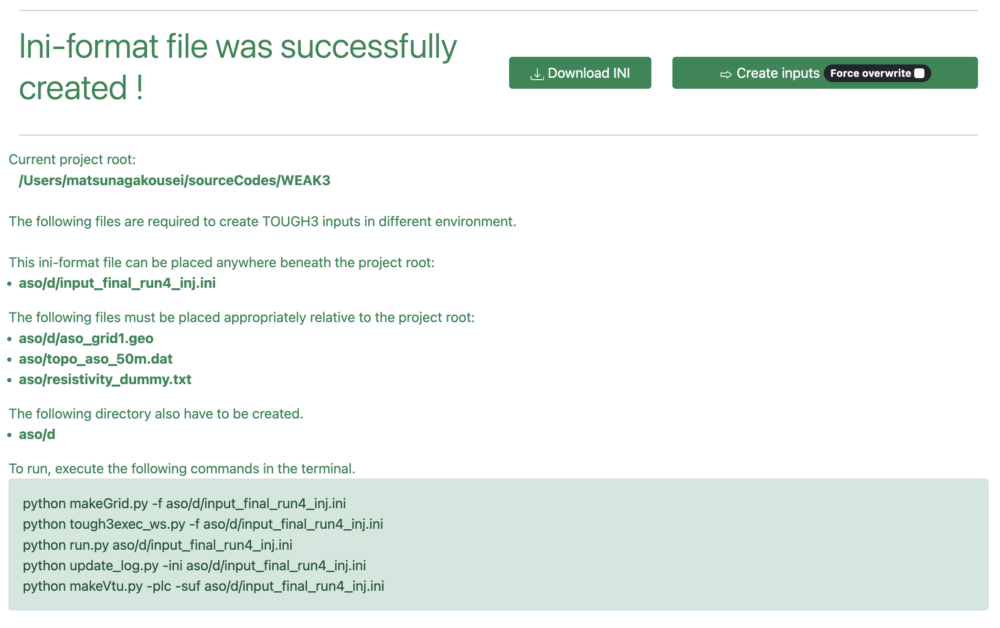 Ini-format file was successfully
created !
Download INI
⇨ Create inputs Force overwrite
Current project root:
/Users/matsunagakousei/sourceCodes/WEAK3
The following files are required to create TOUGH3 inputs in different environment.
This ini-format file can be placed anywhere beneath the project root:
• aso/d/input_final_run4_inj.ini
The following files must be placed appropriately relative to the project root:
• aso/d/aso_grid1.geo
• aso/topo_aso_50m.dat
• aso/resistivity_dummy.txt
The following directory also have to be created.
• aso/d
To run, execute the following commands in the terminal.
python makeGrid.py -f aso/d/input_final_run4_inj.ini
python tough3exec_ws.py -f aso/d/input_final_run4_inj.ini
python run.py aso/d/input_final_run4_inj.ini
python update_log.py -ini aso/d/input_final_run4_inj.ini
python makeVtu.py -plc -suf aso/d/input_final_run4_inj.ini